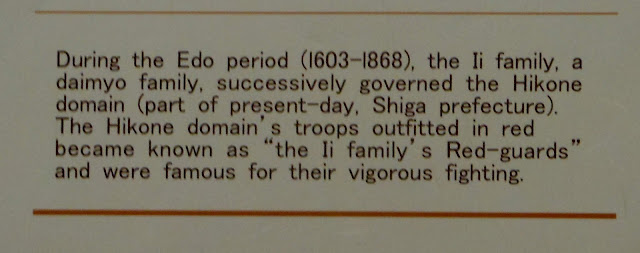 During the Edo period (1603-1868), the Ii family, a
daimyo family, successively governed the Hikone
domain (part of present-day, Shiga prefecture).
The Hikone domain's troops outfitted in red
became known as “the Ii family's Red-guards”
and were famous for their vigorous fighting.